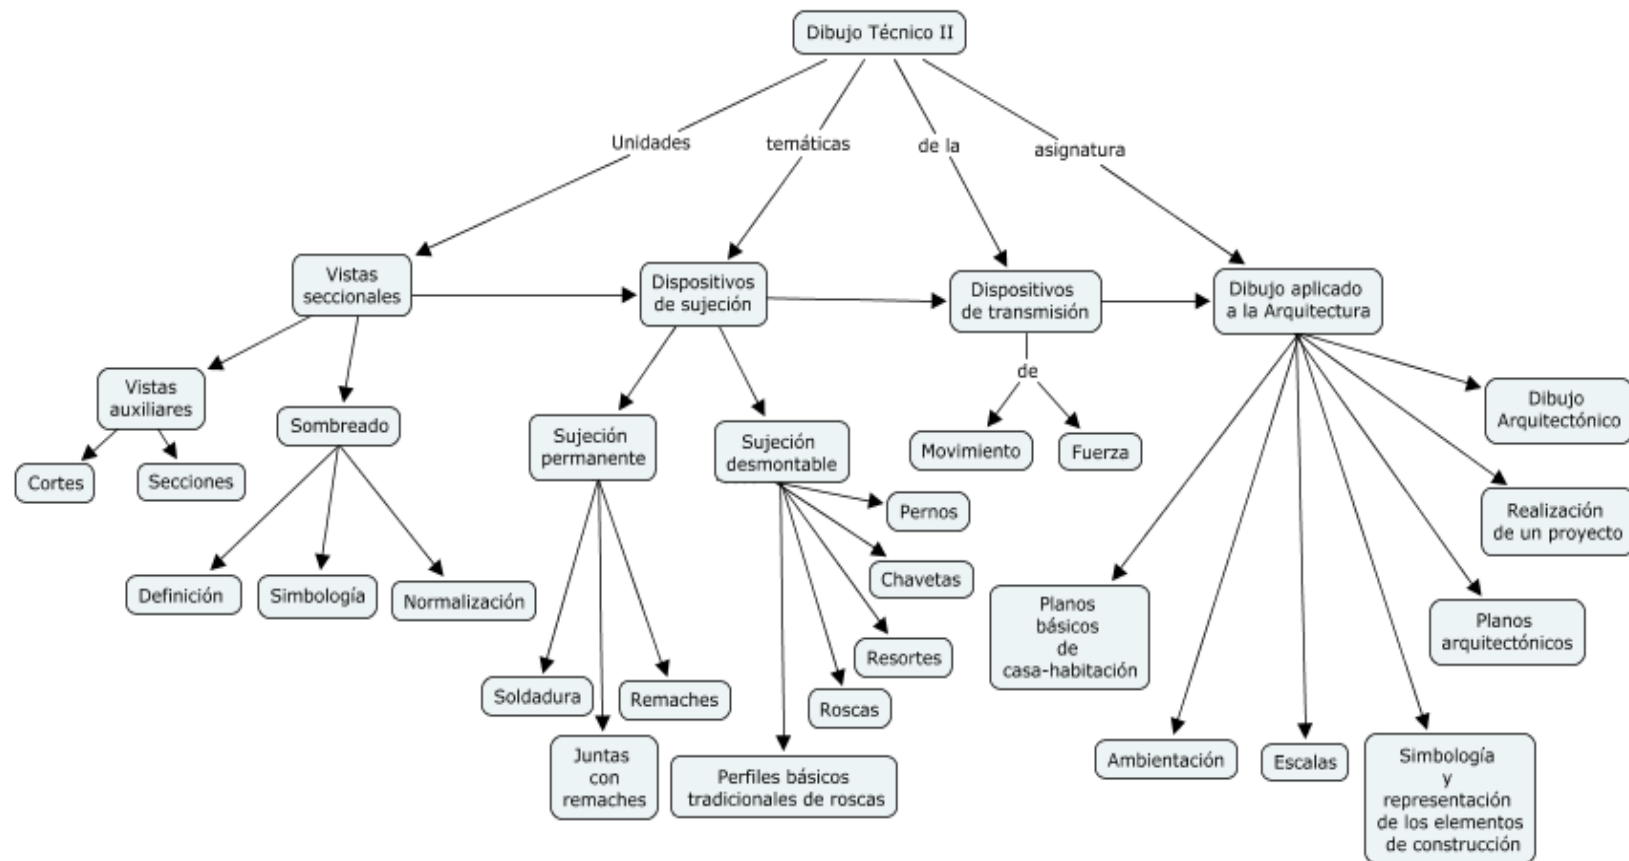 Dibujo Técnico II
Unidades
temáticas
de la
asignatura
Vistas
seccionales
Dispositivos
de sujeción
Dispositivos
de transmisión
Dibujo aplicado
a la Arquitectura
Vistas
auxiliares
Sombreado
Cortes
Secciones
Definición
Simbología
Normalización
Sujeción
permanente
Sujeción
desmontable
Soldadura
Juntas
con
remaches
Remaches
Pernos
Chavetas
Resortes
Roscas
Perfiles básicos
tradicionales de roscas
de
Movimiento
Fuerza
Dibujo
Arquitectónico
Realización
de un proyecto
Planos
arquitectónicos
Planos
básicos
de
casa-habitación
Ambientación
Escalas
Simbología
y
representación
de los elementos
de construcción